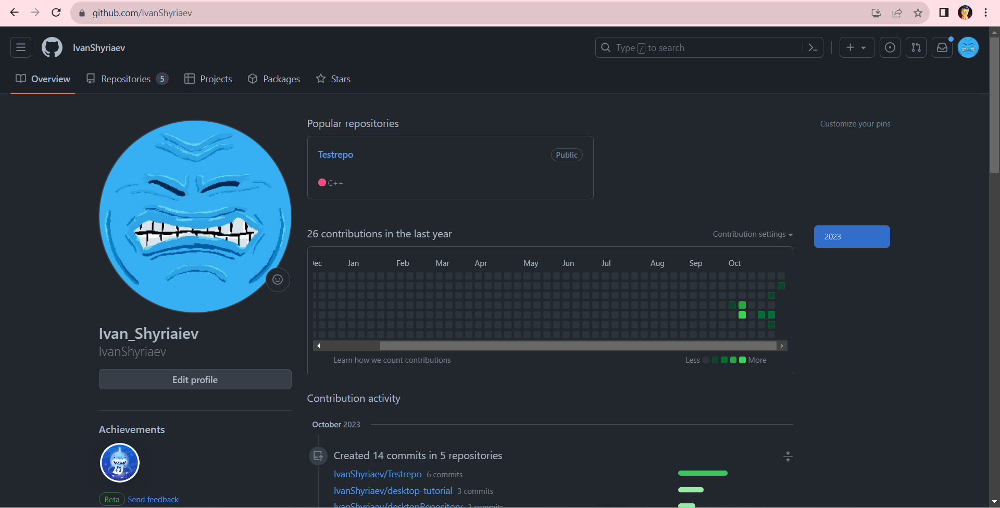 github.com/IvanShyriaev
IvanShyriaev
Type / to search
Overview
Repositories 5
Projects
Packages
Stars
Popular repositories
Customize your pins
Testrepo
Public
C++
26 contributions in the last year
Contribution settings
2023
Dec Jan Feb Mar Apr May Jun Jul Aug Sep Oct
Learn how we count contributions
Less More
Ivan_Shyriaiev
IvanShyriaev
Edit profile
Achievements
Beta Send feedback
Contribution activity
October 2023
Created 14 commits in 5 repositories
IvanShyriaev/Testrepo 6 commits
IvanShyriaev/desktop-tutorial 3 commits
IvanShyriaev/desktopRepository 2 commits